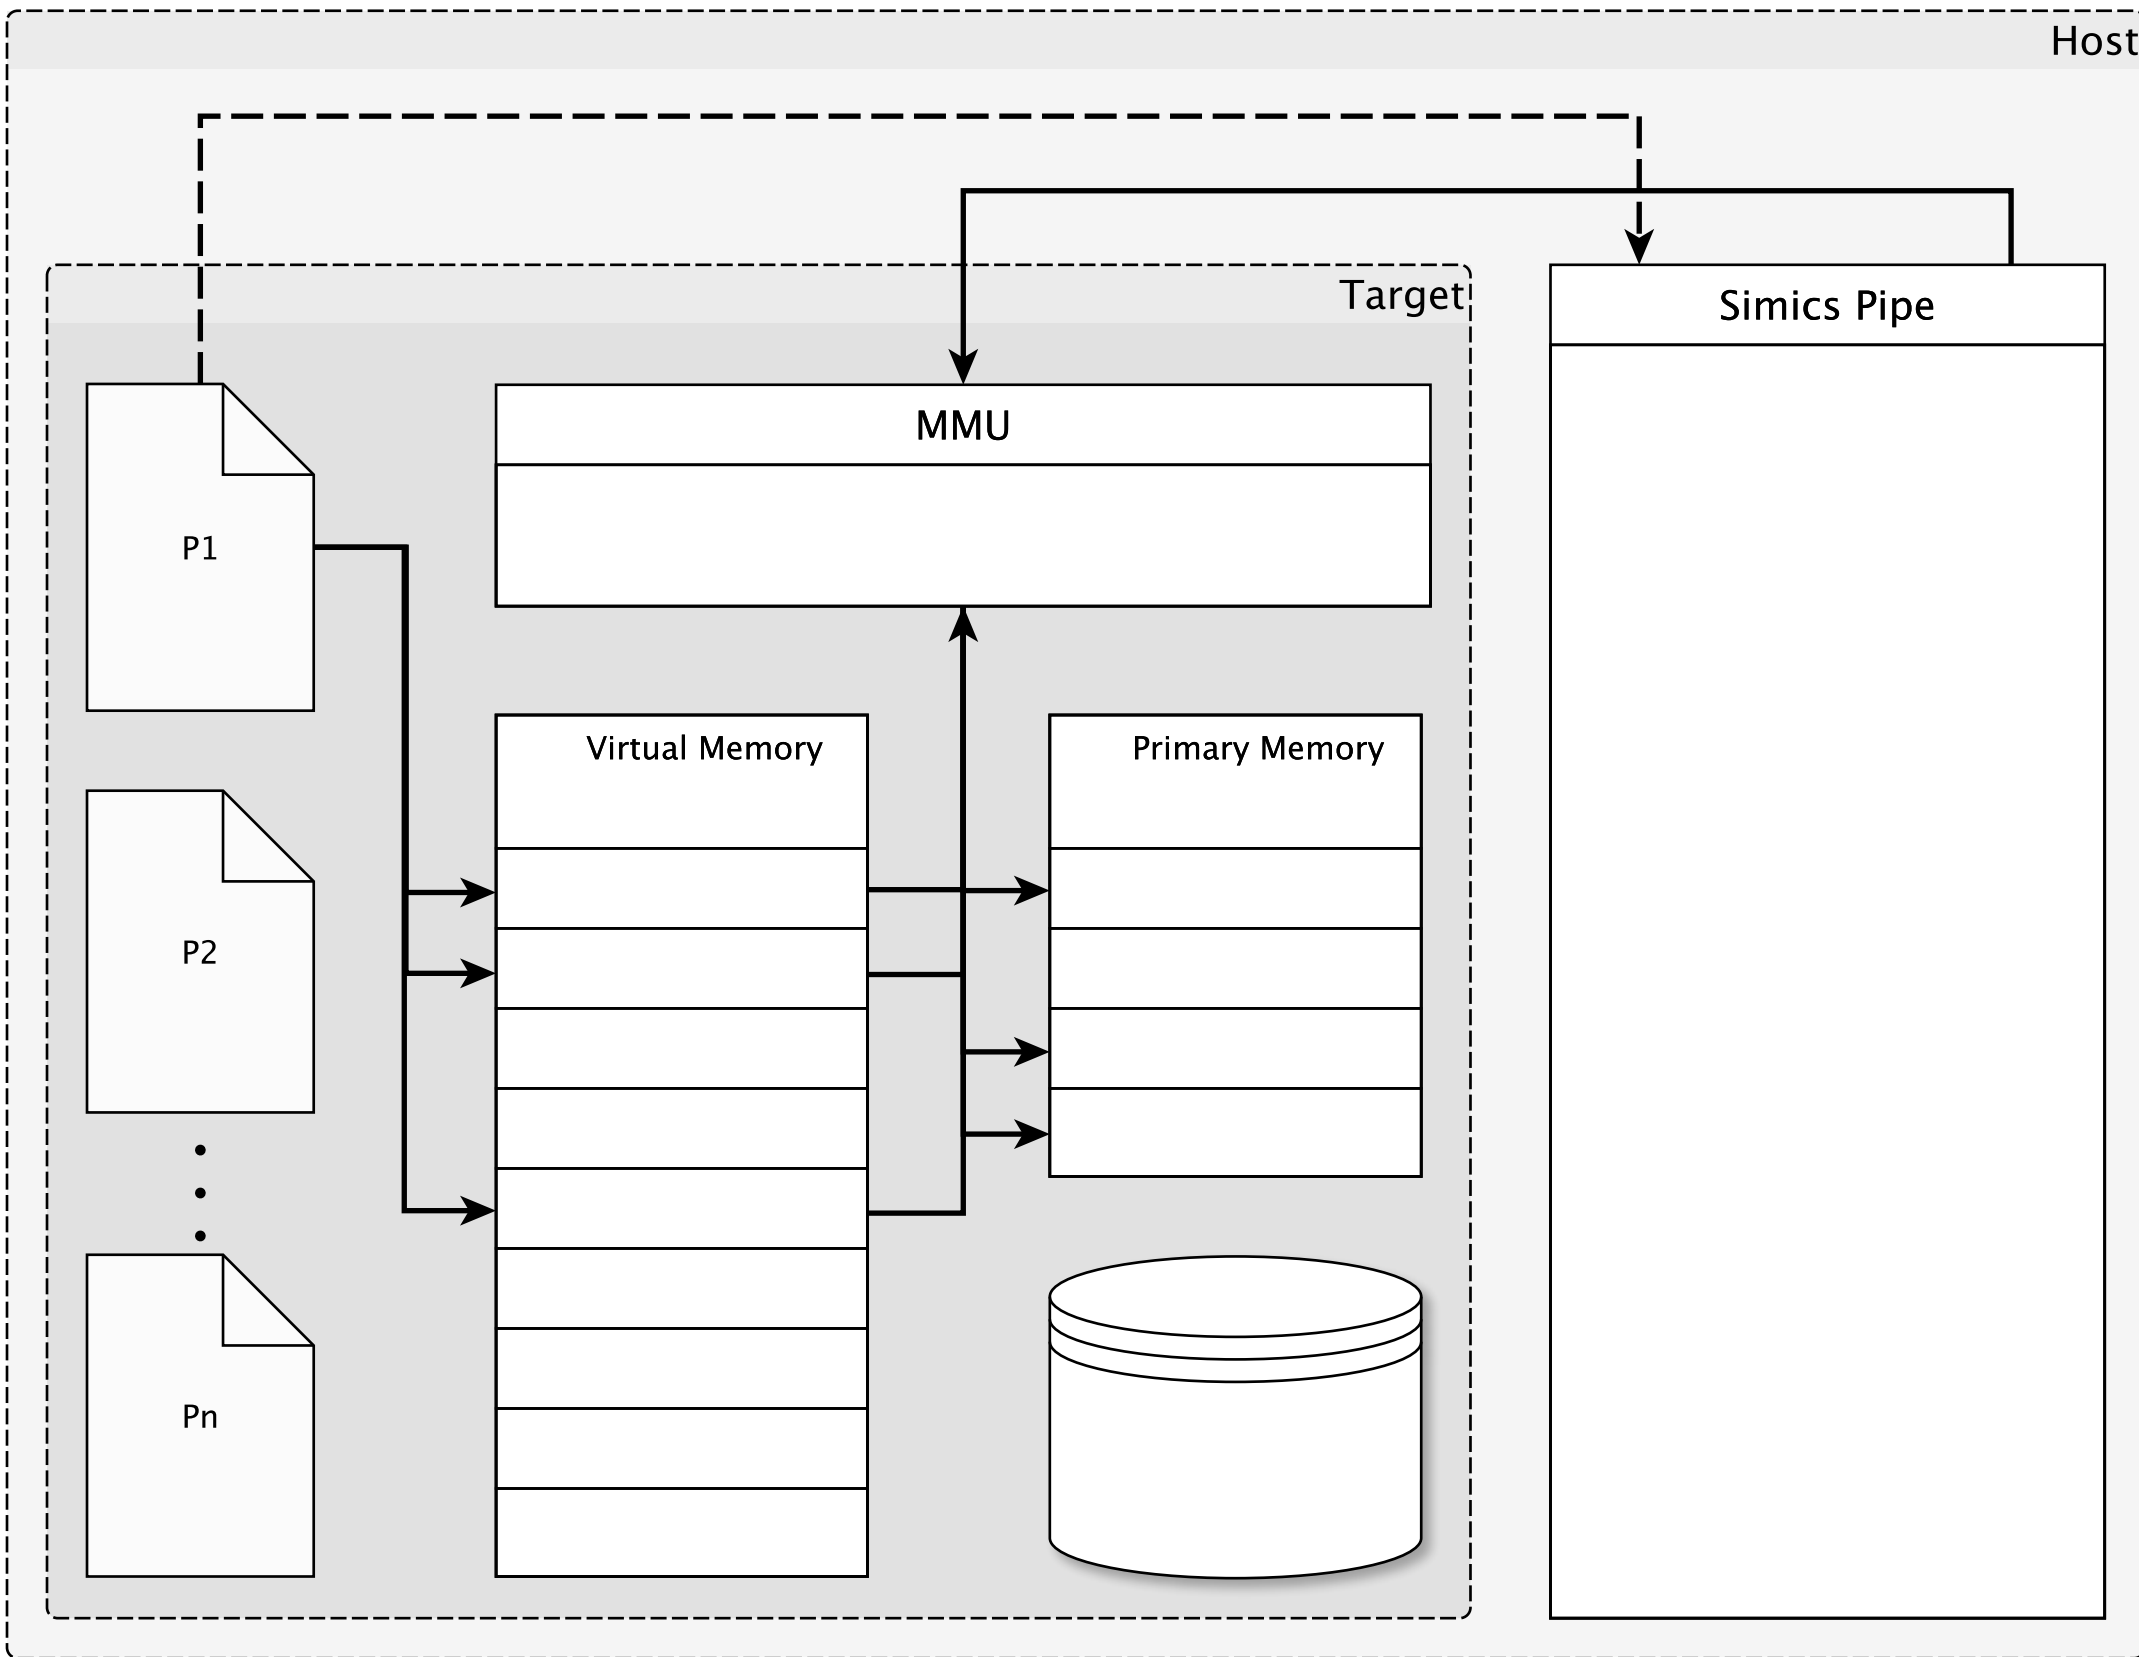 Host
Target
Simics Pipe
MMU
P1
Virtual Memory
Primary Memory
P2
Pn